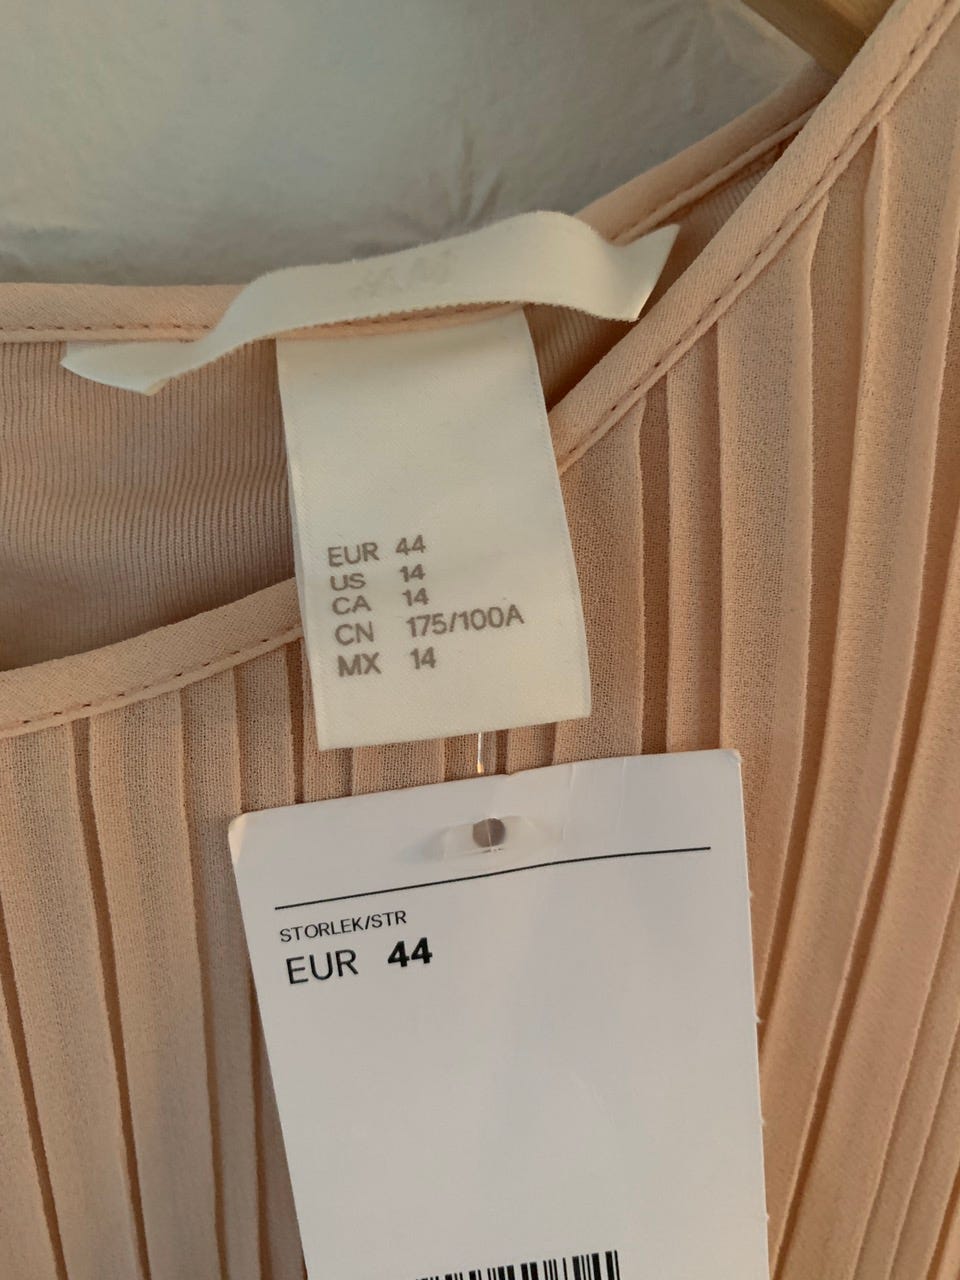 EUR 44
US 14
CA 14
CN 175/100A
MX 14
STORLEK/STR
EUR 44